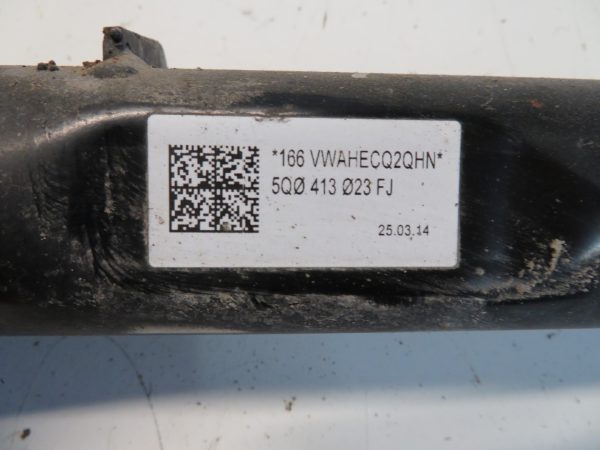 *166 VWAHECQ2QHN*
5QØ 413 Ø23 FJ
25.03.14